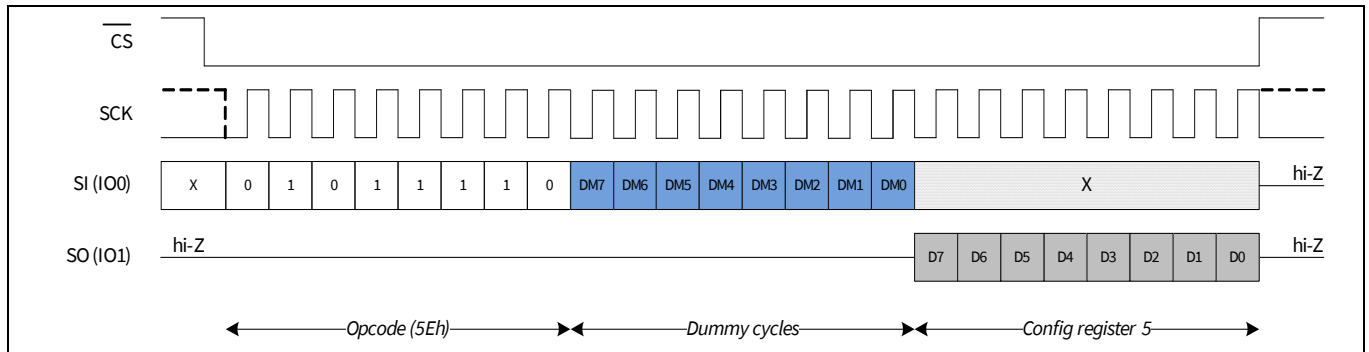 CS
SCK
SI (IO0) X 0 1 0 1 1 1 1 0 DM7 DM6 DM5 DM4 DM3 DM2 DM1 DM0 X hi-Z
SO (IO1) hi-Z D7 D6 D5 D4 D3 D2 D1 D0 hi-Z
Opcode (5Eh) Dummy cycles Config register 5